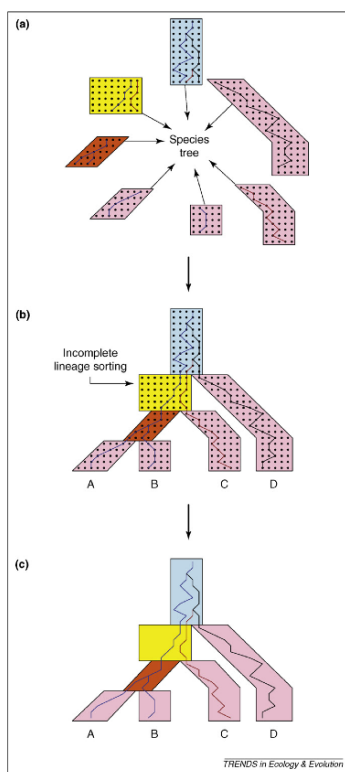 (a)
Species
tree
(b)
Incomplete
lineage sorting
A B C D
(c)
A B C D
TRENDS in Ecology & Evolution